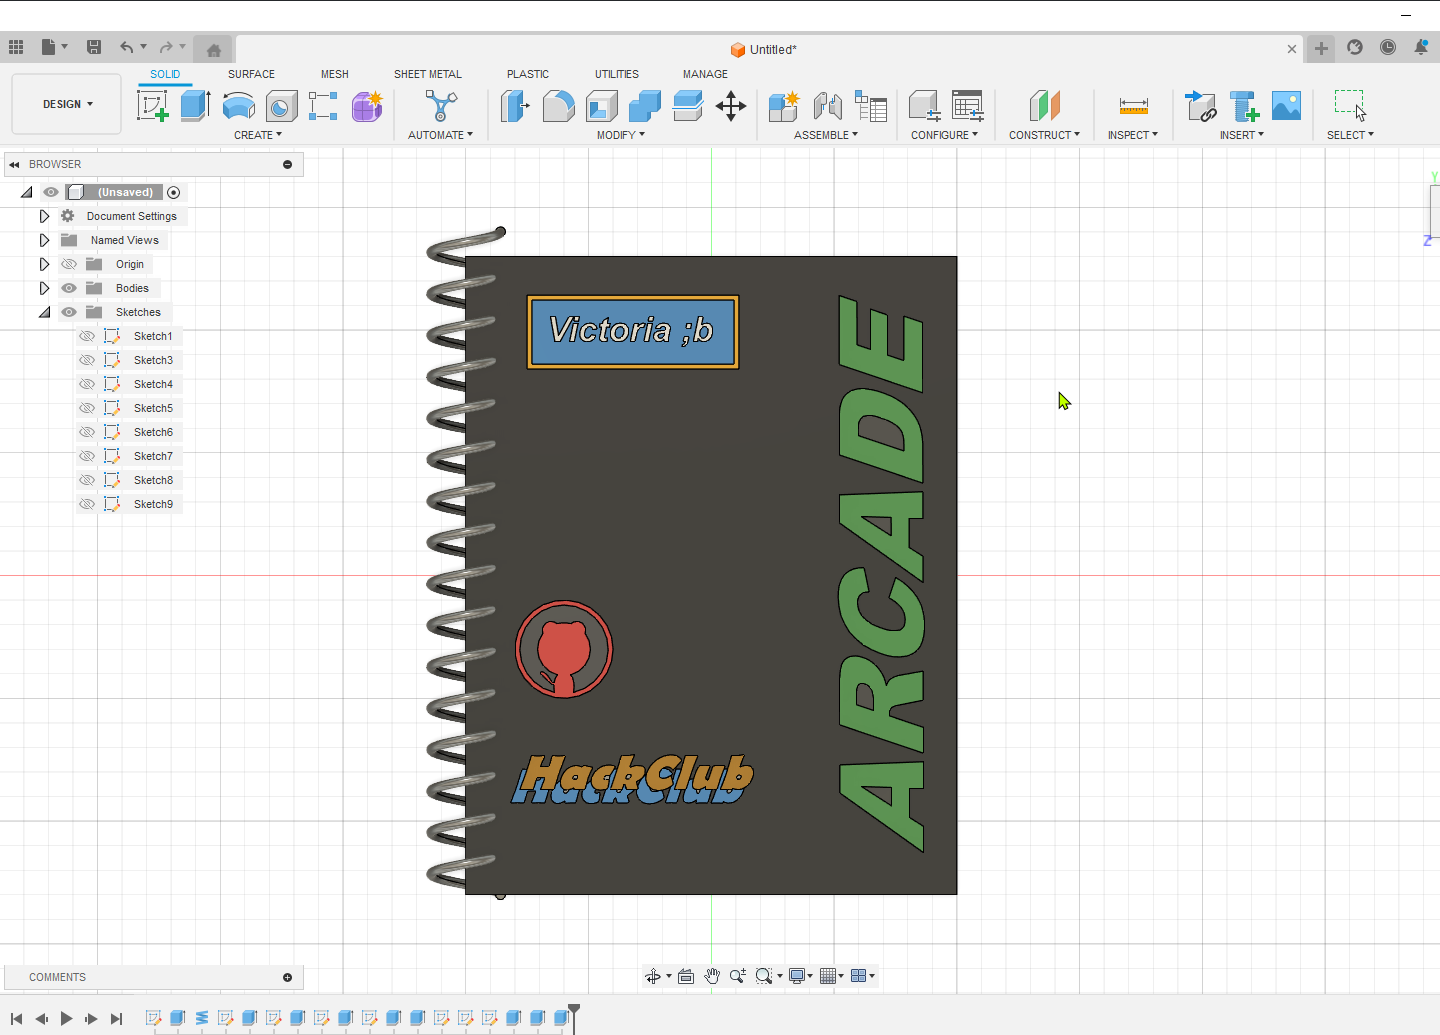 Untitled*
SOLID SURFACE MESH SHEET METAL PLASTIC UTILITIES MANAGE
DESIGN
CREATE AUTOMATE MODIFY ASSEMBLE CONFIGURE CONSTRUCT INSPECT INSERT SELECT
BROWSER
(Unsaved)
Document Settings
Named Views
Origin
Bodies
Sketches
Sketch1
Sketch3
Sketch4
Sketch5
Sketch6
Sketch7
Sketch8
Sketch9
Y
Z
Victoria ;b
ARCADE
HackClub
HackClub
COMMENTS